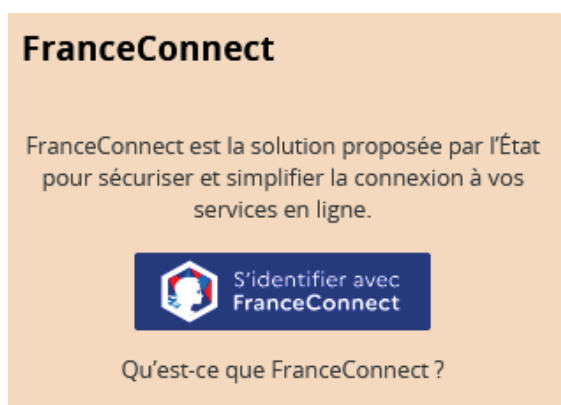 FranceConnect
FranceConnect est la solution proposée par l’État
pour sécuriser et simplifier la connexion à vos
services en ligne.
S’identifier avec
FranceConnect
Qu’est-ce que FranceConnect ?